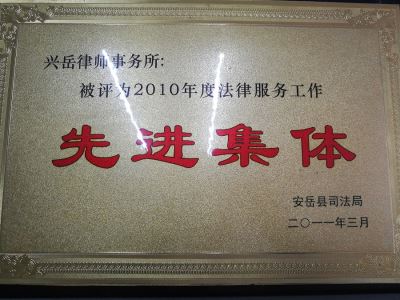 兴岳律师事务所:
被评为2010年度法律服务工作
先进集体
安岳县司法局
二〇一一年三月